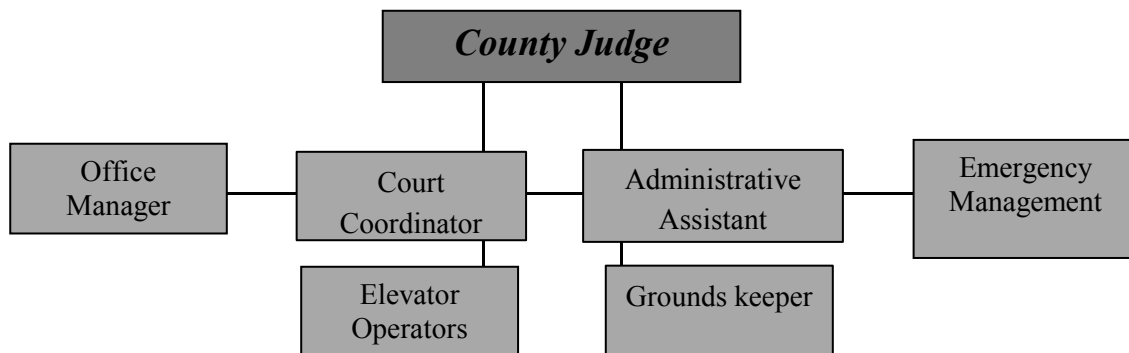 County Judge
Office
Manager
Court
Coordinator
Administrative
Assistant
Emergency
Management
Elevator
Operators
Grounds keeper